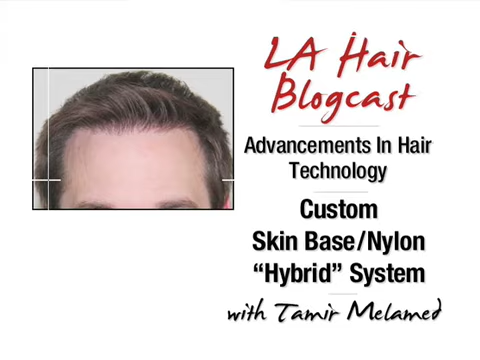 LA Hair
Blogcast
Advancements In Hair
Technology
Custom
Skin Base/Nylon
“Hybrid” System
with Tamir Melamed